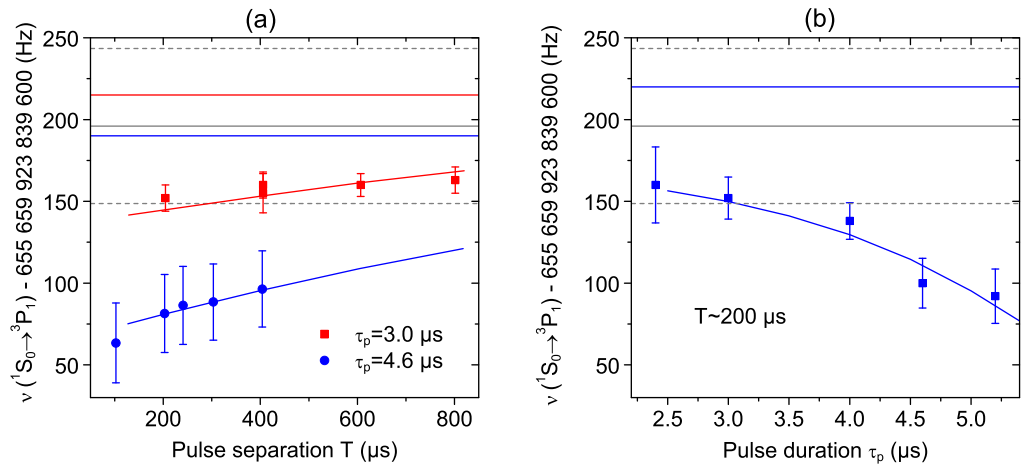 (a)
ν (¹S₀→³P₁) - 655 659 923 839 600 (Hz)
250
200
150
100
50
200
400
600
800
Pulse separation T (μs)
τₚ=3.0 μs
τₚ=4.6 μs
(b)
ν (¹S₀→³P₁) - 655 659 923 839 600 (Hz)
250
200
150
100
50
2.5
3.0
3.5
4.0
4.5
5.0
Pulse duration τₚ (μs)
T~200 μs